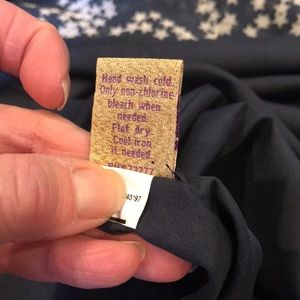 Hand wash cold.
Only non-chlorine
bleach when
needed.
Flat dry.
Cool iron
if needed.